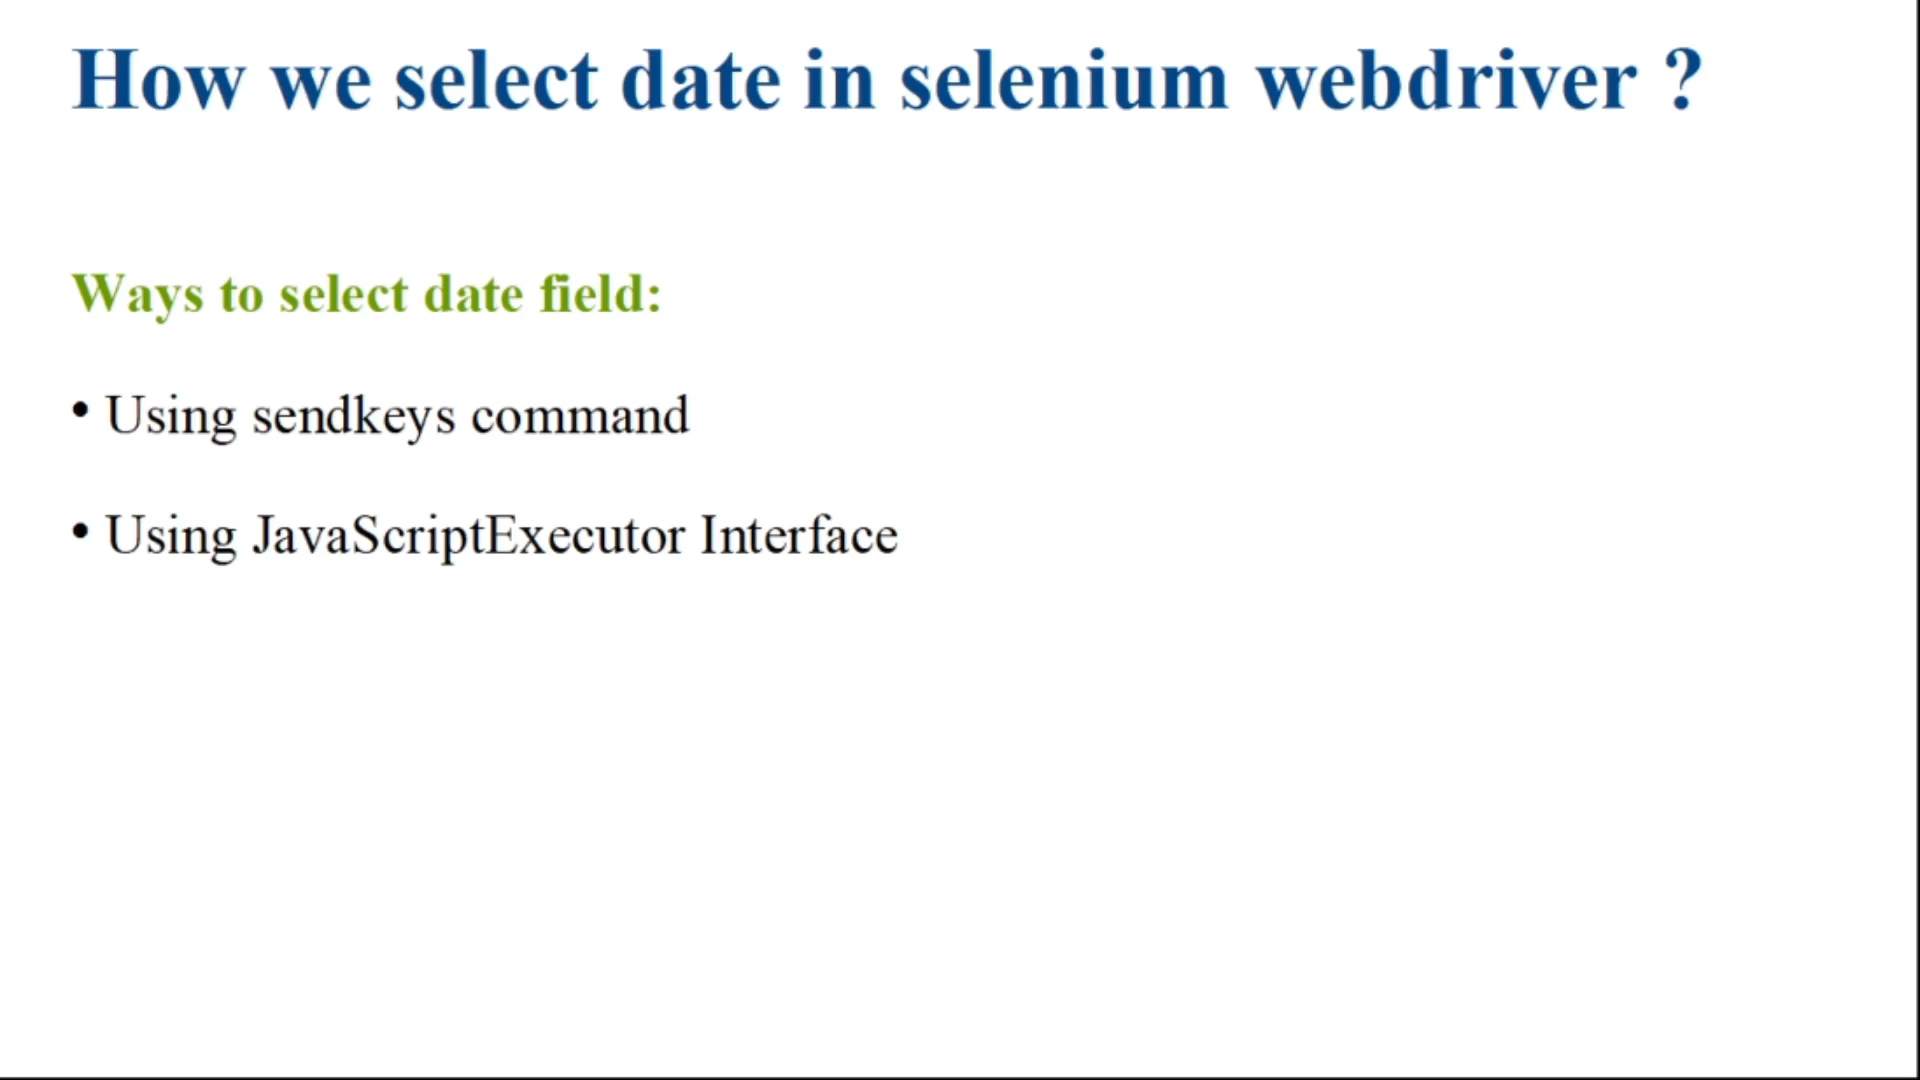 How we select date in selenium webdriver ?
Ways to select date field:
• Using sendkeys command
• Using JavaScriptExecutor Interface